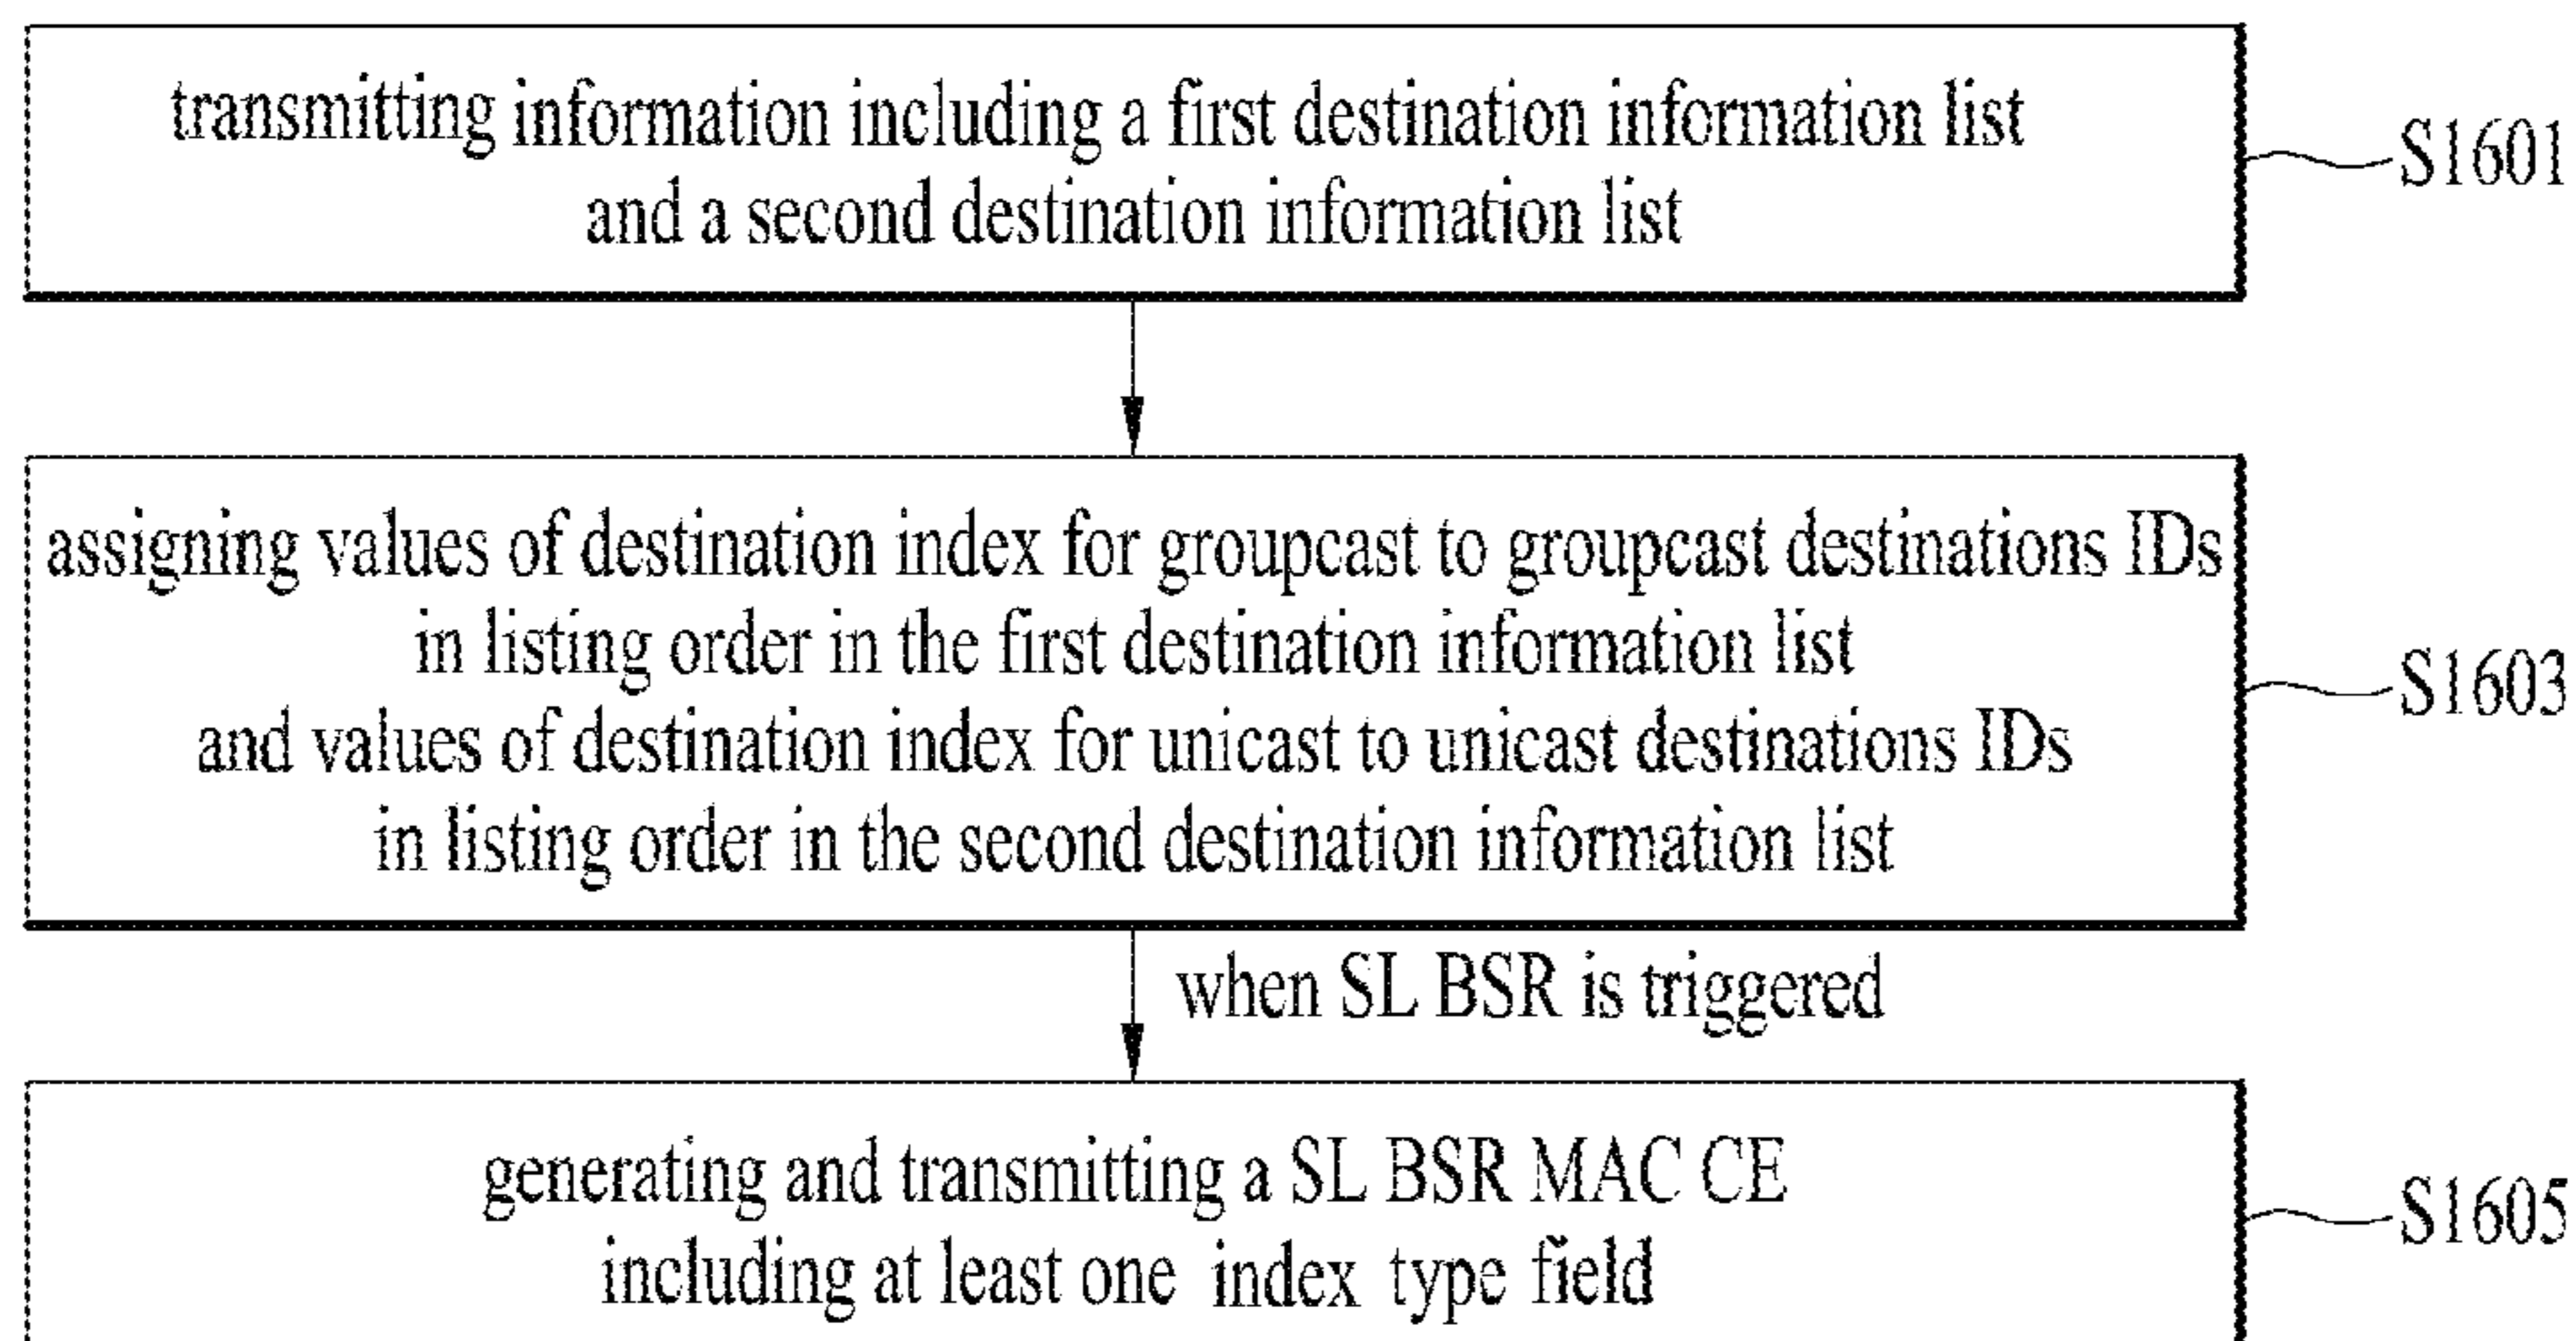 transmitting information including a first destination information list
and a second destination information list
S1601
assigning values of destination index for groupcast to groupcast destinations IDs
in listing order in the first destination information list
and values of destination index for unicast to unicast destinations IDs
in listing order in the second destination information list
S1603
when SL BSR is triggered
generating and transmitting a SL BSR MAC CE
including at least one index type field
S1605